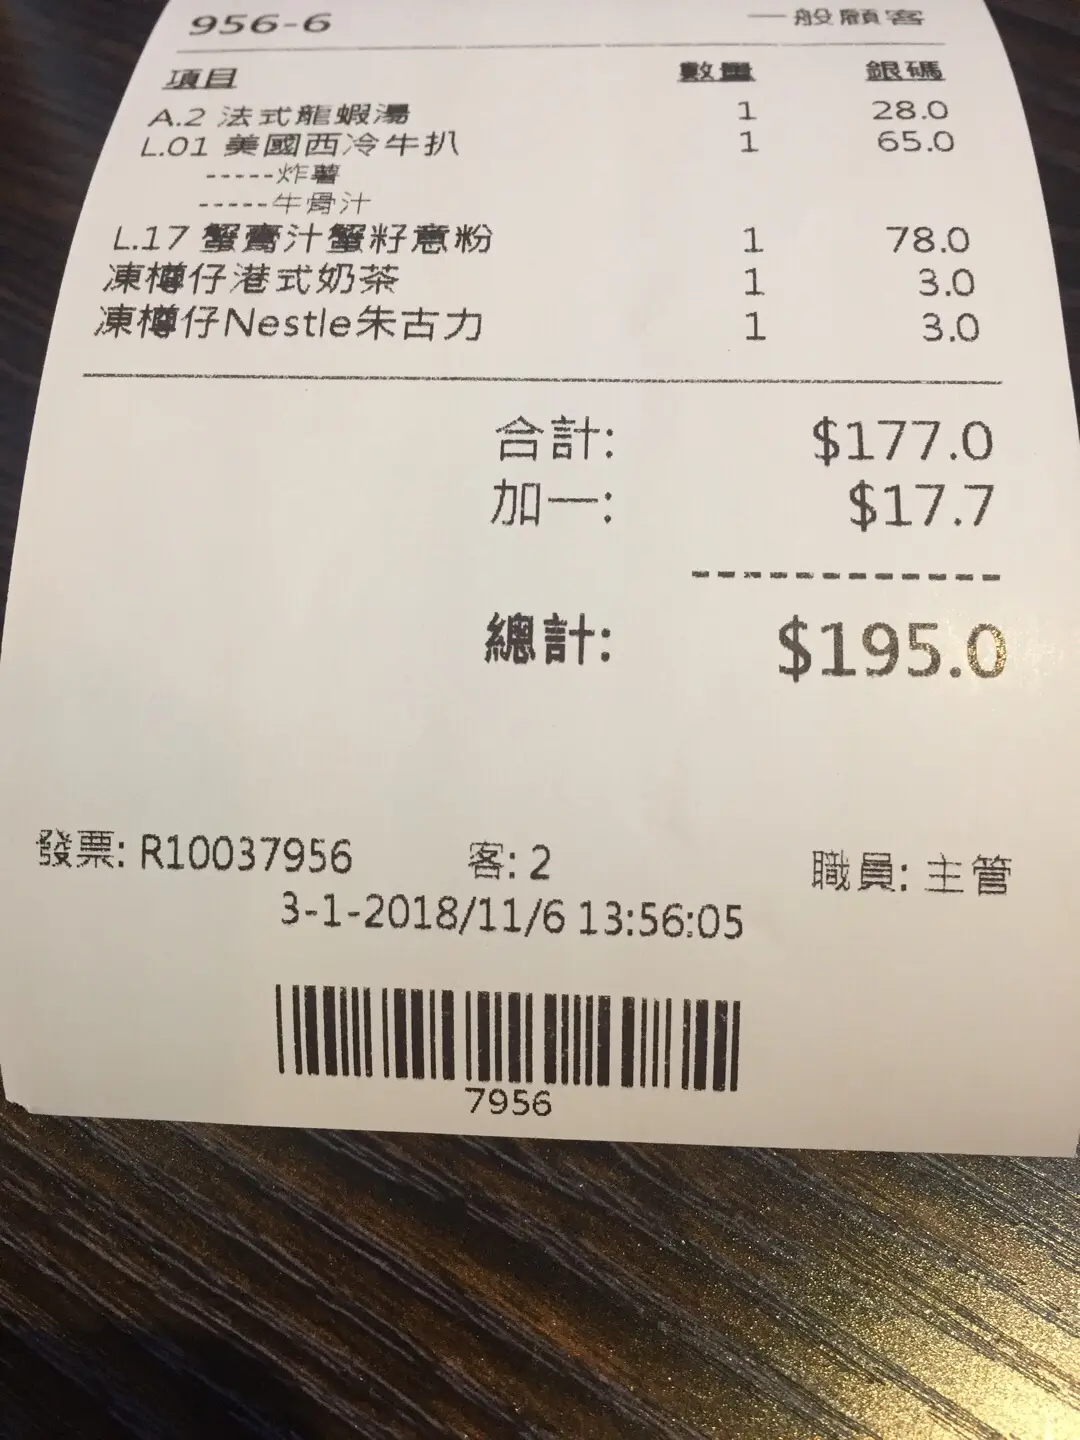 956-6 一般顧客
項目 數量 銀碼
A.2 法式龍蝦湯 1 28.0
L.01 美國西冷牛扒 1 65.0
-----炸薯
-----牛骨汁
L.17 蟹膏汁蟹籽意粉 1 78.0
凍樽仔港式奶茶 1 3.0
凍樽仔Nestle朱古力 1 3.0
合計: $177.0
加一: $17.7
------------
總計: $195.0
發票: R10037956 客: 2 職員: 主管
3-1-2018/11/6 13:56:05
7956